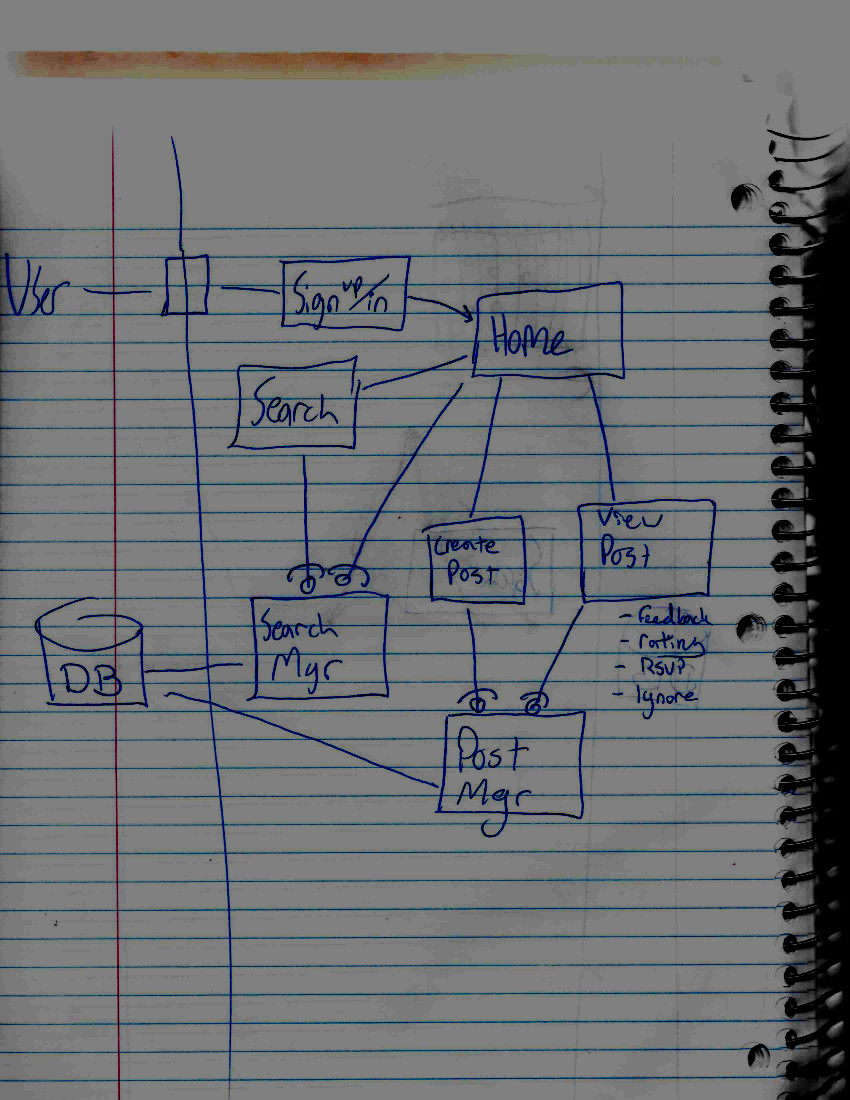 User
Sign up/in
Home
Search
Create
Post
View
Post
- Feedback
- rating
- RSVP
- Ignore
Search
Mgr
DB
Post
Mgr